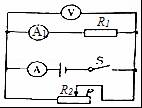 V
A₁ R₁
A S
R₂ P